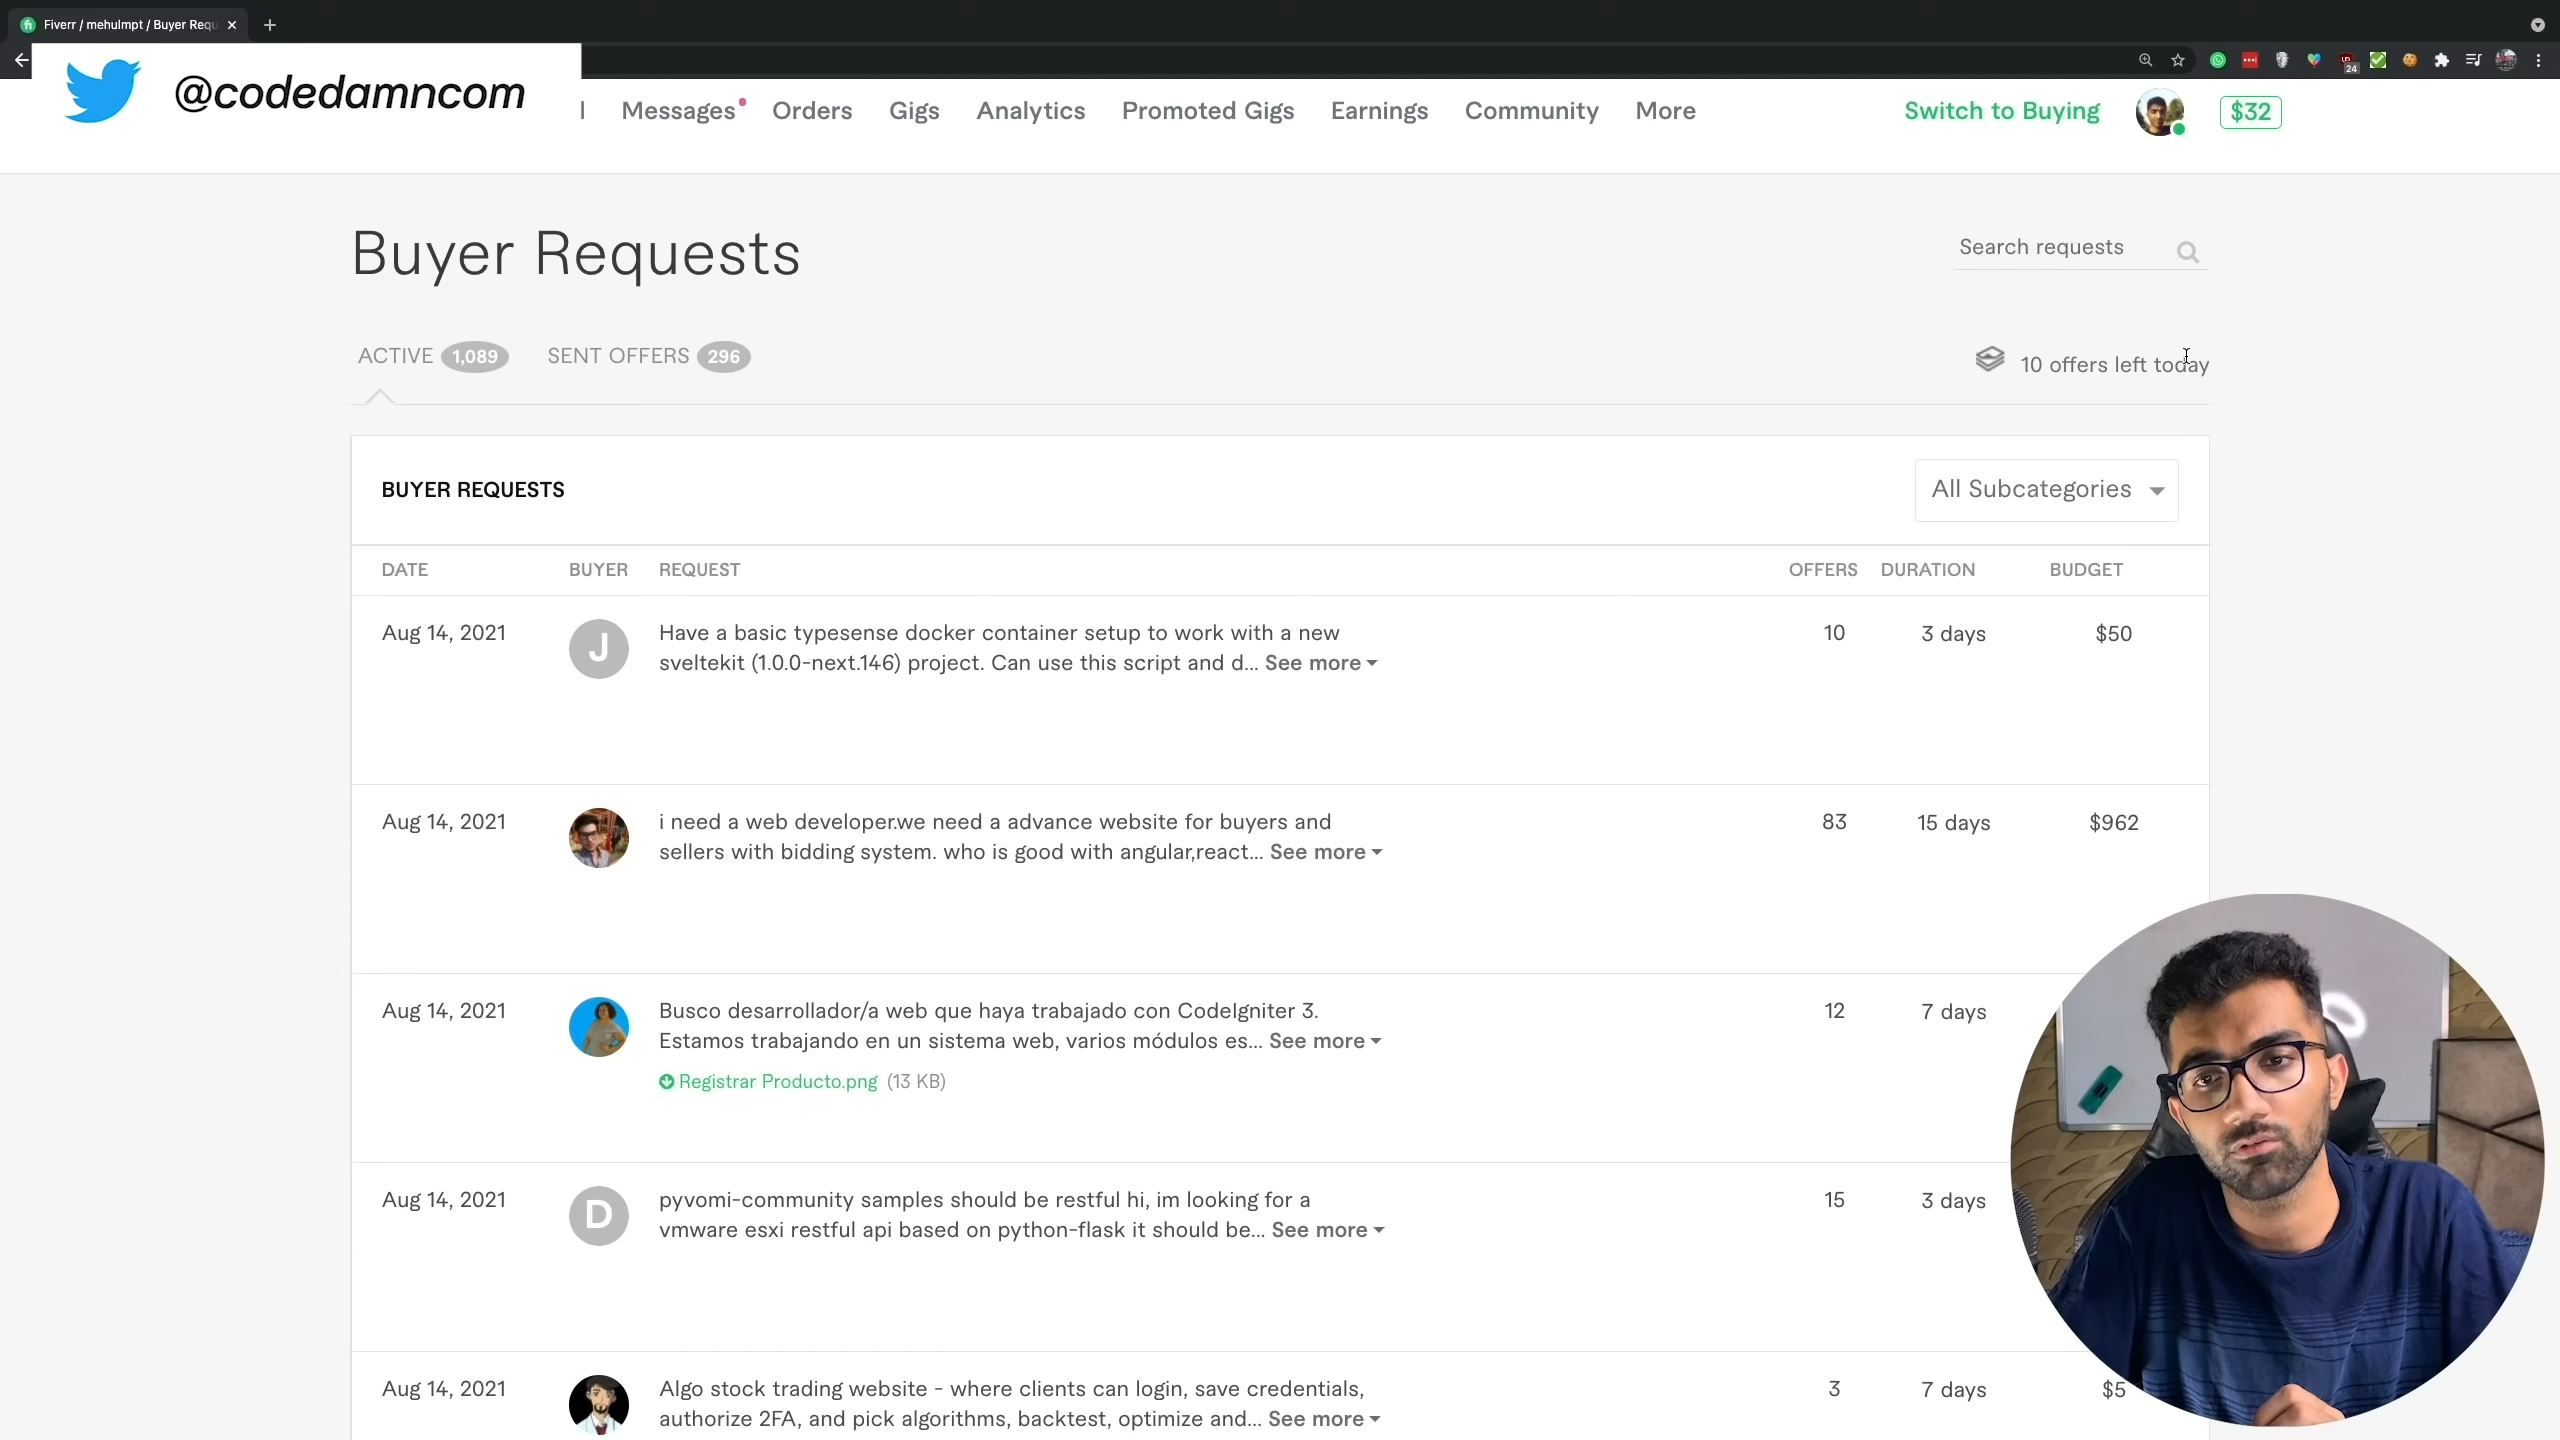 Fiverr / mehulmpt / Buyer Requ
24
@codedamncom
Messages Orders Gigs Analytics Promoted Gigs Earnings Community More Switch to Buying $32
Buyer Requests
Search requests
ACTIVE 1,089 SENT OFFERS 296
10 offers left today
BUYER REQUESTS
All Subcategories
DATE BUYER REQUEST OFFERS DURATION BUDGET
Aug 14, 2021 J Have a basic typesense docker container setup to work with a new 10 3 days $50
sveltekit (1.0.0-next.146) project. Can use this script and d... See more
Aug 14, 2021 i need a web developer.we need a advance website for buyers and 83 15 days $962
sellers with bidding system. who is good with angular,react... See more
Aug 14, 2021 Busco desarrollador/a web que haya trabajado con CodeIgniter 3. 12 7 days
Estamos trabajando en un sistema web, varios módulos es... See more
Registrar Producto.png (13 KB)
Aug 14, 2021 D pyvomi-community samples should be restful hi, im looking for a 15 3 days
vmware esxi restful api based on python-flask it should be... See more
Aug 14, 2021 Algo stock trading website - where clients can login, save credentials, 3 7 days $5
authorize 2FA, and pick algorithms, backtest, optimize and... See more